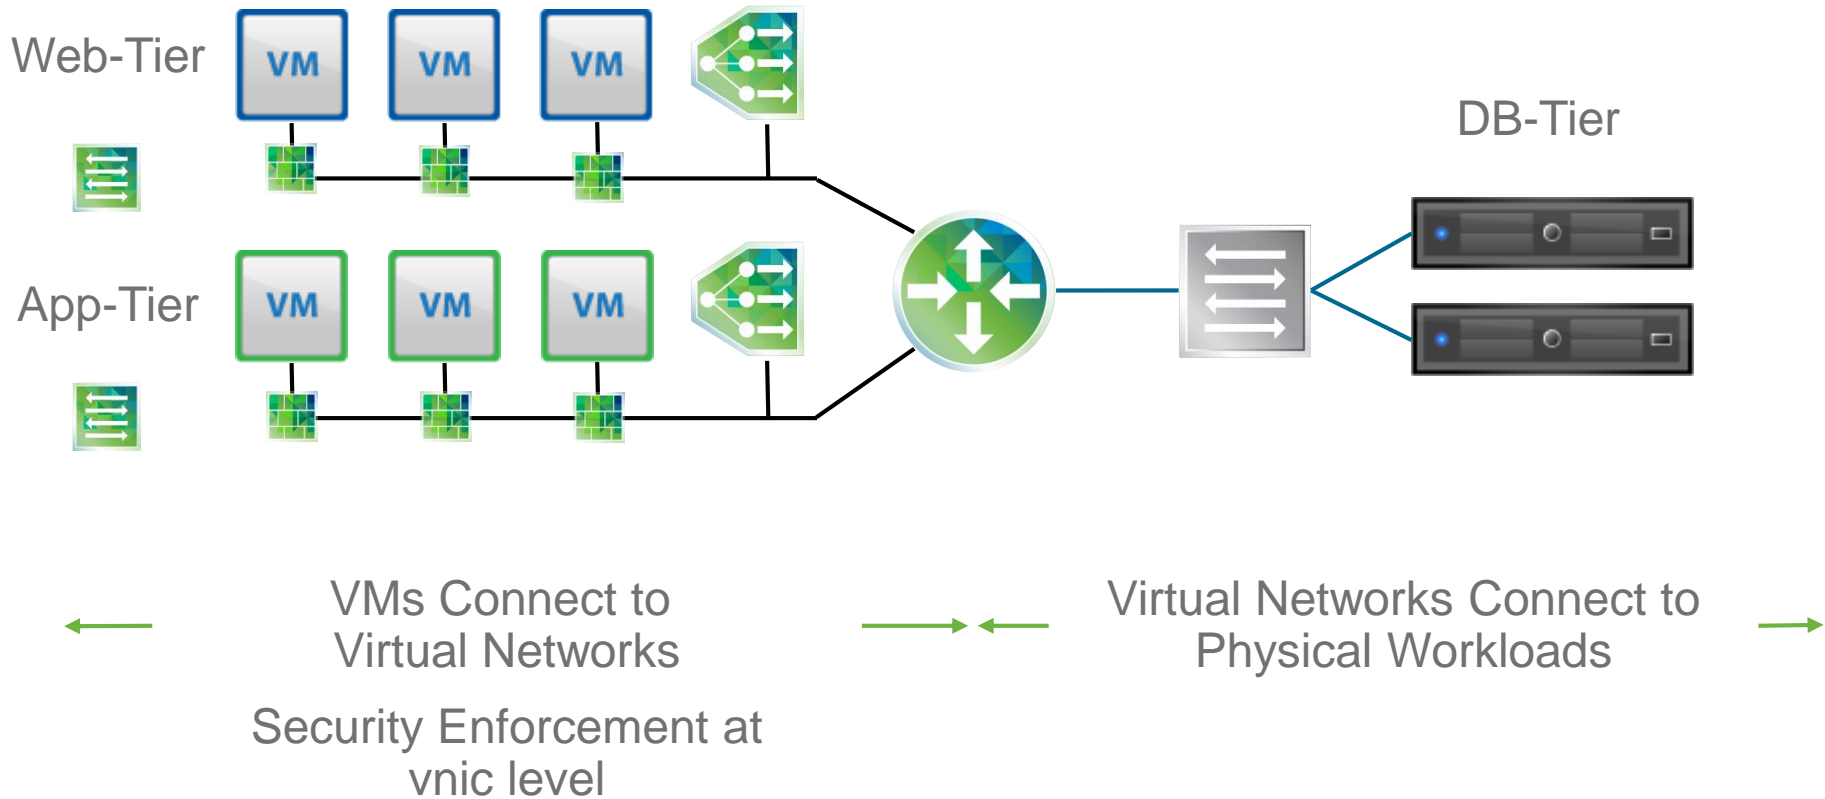 Web-Tier
VM
VM
VM
DB-Tier
App-Tier
VM
VM
VM
VMs Connect to
Virtual Networks
Virtual Networks Connect to
Physical Workloads
Security Enforcement at
vnic level